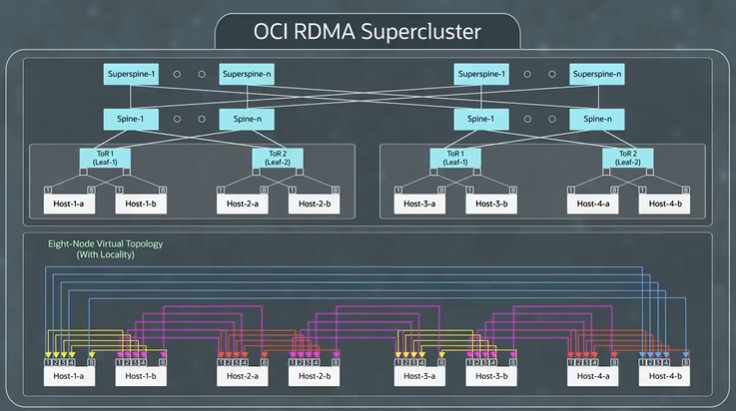 OCI RDMA Supercluster
Superspine-1 Superspine-n Superspine-1 Superspine-n
Spine-1 Spine-n Spine-1 Spine-n
ToR 1 ToR 2 ToR 1 ToR 2
(Leaf-1) (Leaf-2) (Leaf-1) (Leaf-2)
1 8 1 8 1 8 1 8 1 8 1 8 1 8 1 8
Host-1-a Host-1-b Host-2-a Host-2-b Host-3-a Host-3-b Host-4-a Host-4-b
Eight-Node Virtual Topology
(With Locality)
1 2 3 4 8 1 2 3 4 8 1 2 3 4 8 1 2 3 4 8 1 2 3 4 8 1 2 3 4 8 1 2 3 4 8 1 2 3 4 8
Host-1-a Host-1-b Host-2-a Host-2-b Host-3-a Host-3-b Host-4-a Host-4-b